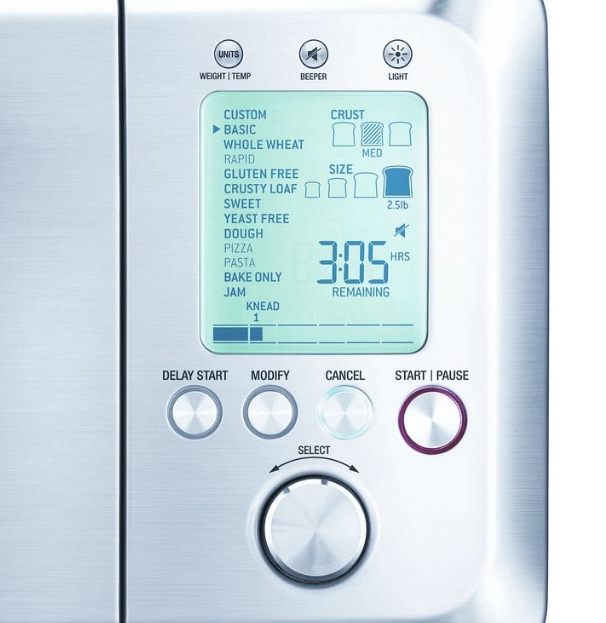 UNITS
WEIGHT | TEMP
BEEPER
LIGHT
CUSTOM
BASIC
WHOLE WHEAT
RAPID
GLUTEN FREE
CRUSTY LOAF
SWEET
YEAST FREE
DOUGH
PIZZA
PASTA
BAKE ONLY
JAM
CRUST
MED
SIZE
2.5lb
3:05 HRS
REMAINING
KNEAD
1
DELAY START
MODIFY
CANCEL
START | PAUSE
SELECT